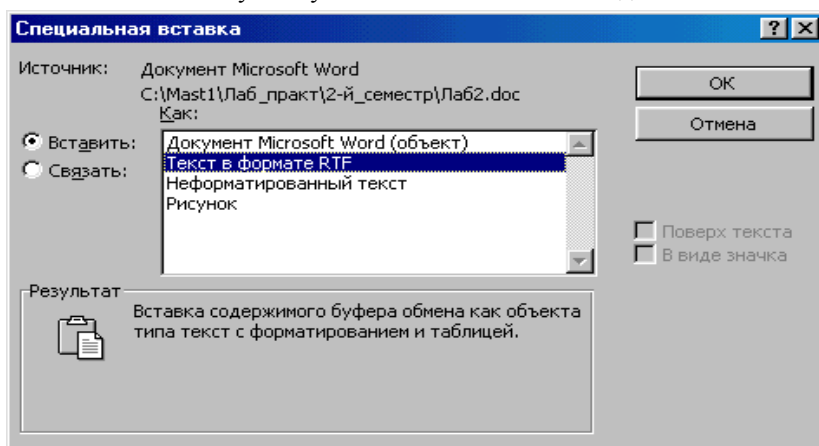 Специальная вставка
Источник: Документ Microsoft Word
C:\Mast1\Лаб_практ\2-й_семестр\Лаб2.doc
Как:
Вставить:
Связать:
Документ Microsoft Word (объект)
Текст в формате RTF
Неформатированный текст
Рисунок
ОК
Отмена
Поверх текста
В виде значка
Результат
Вставка содержимого буфера обмена как объекта
типа текст с форматированием и таблицей.